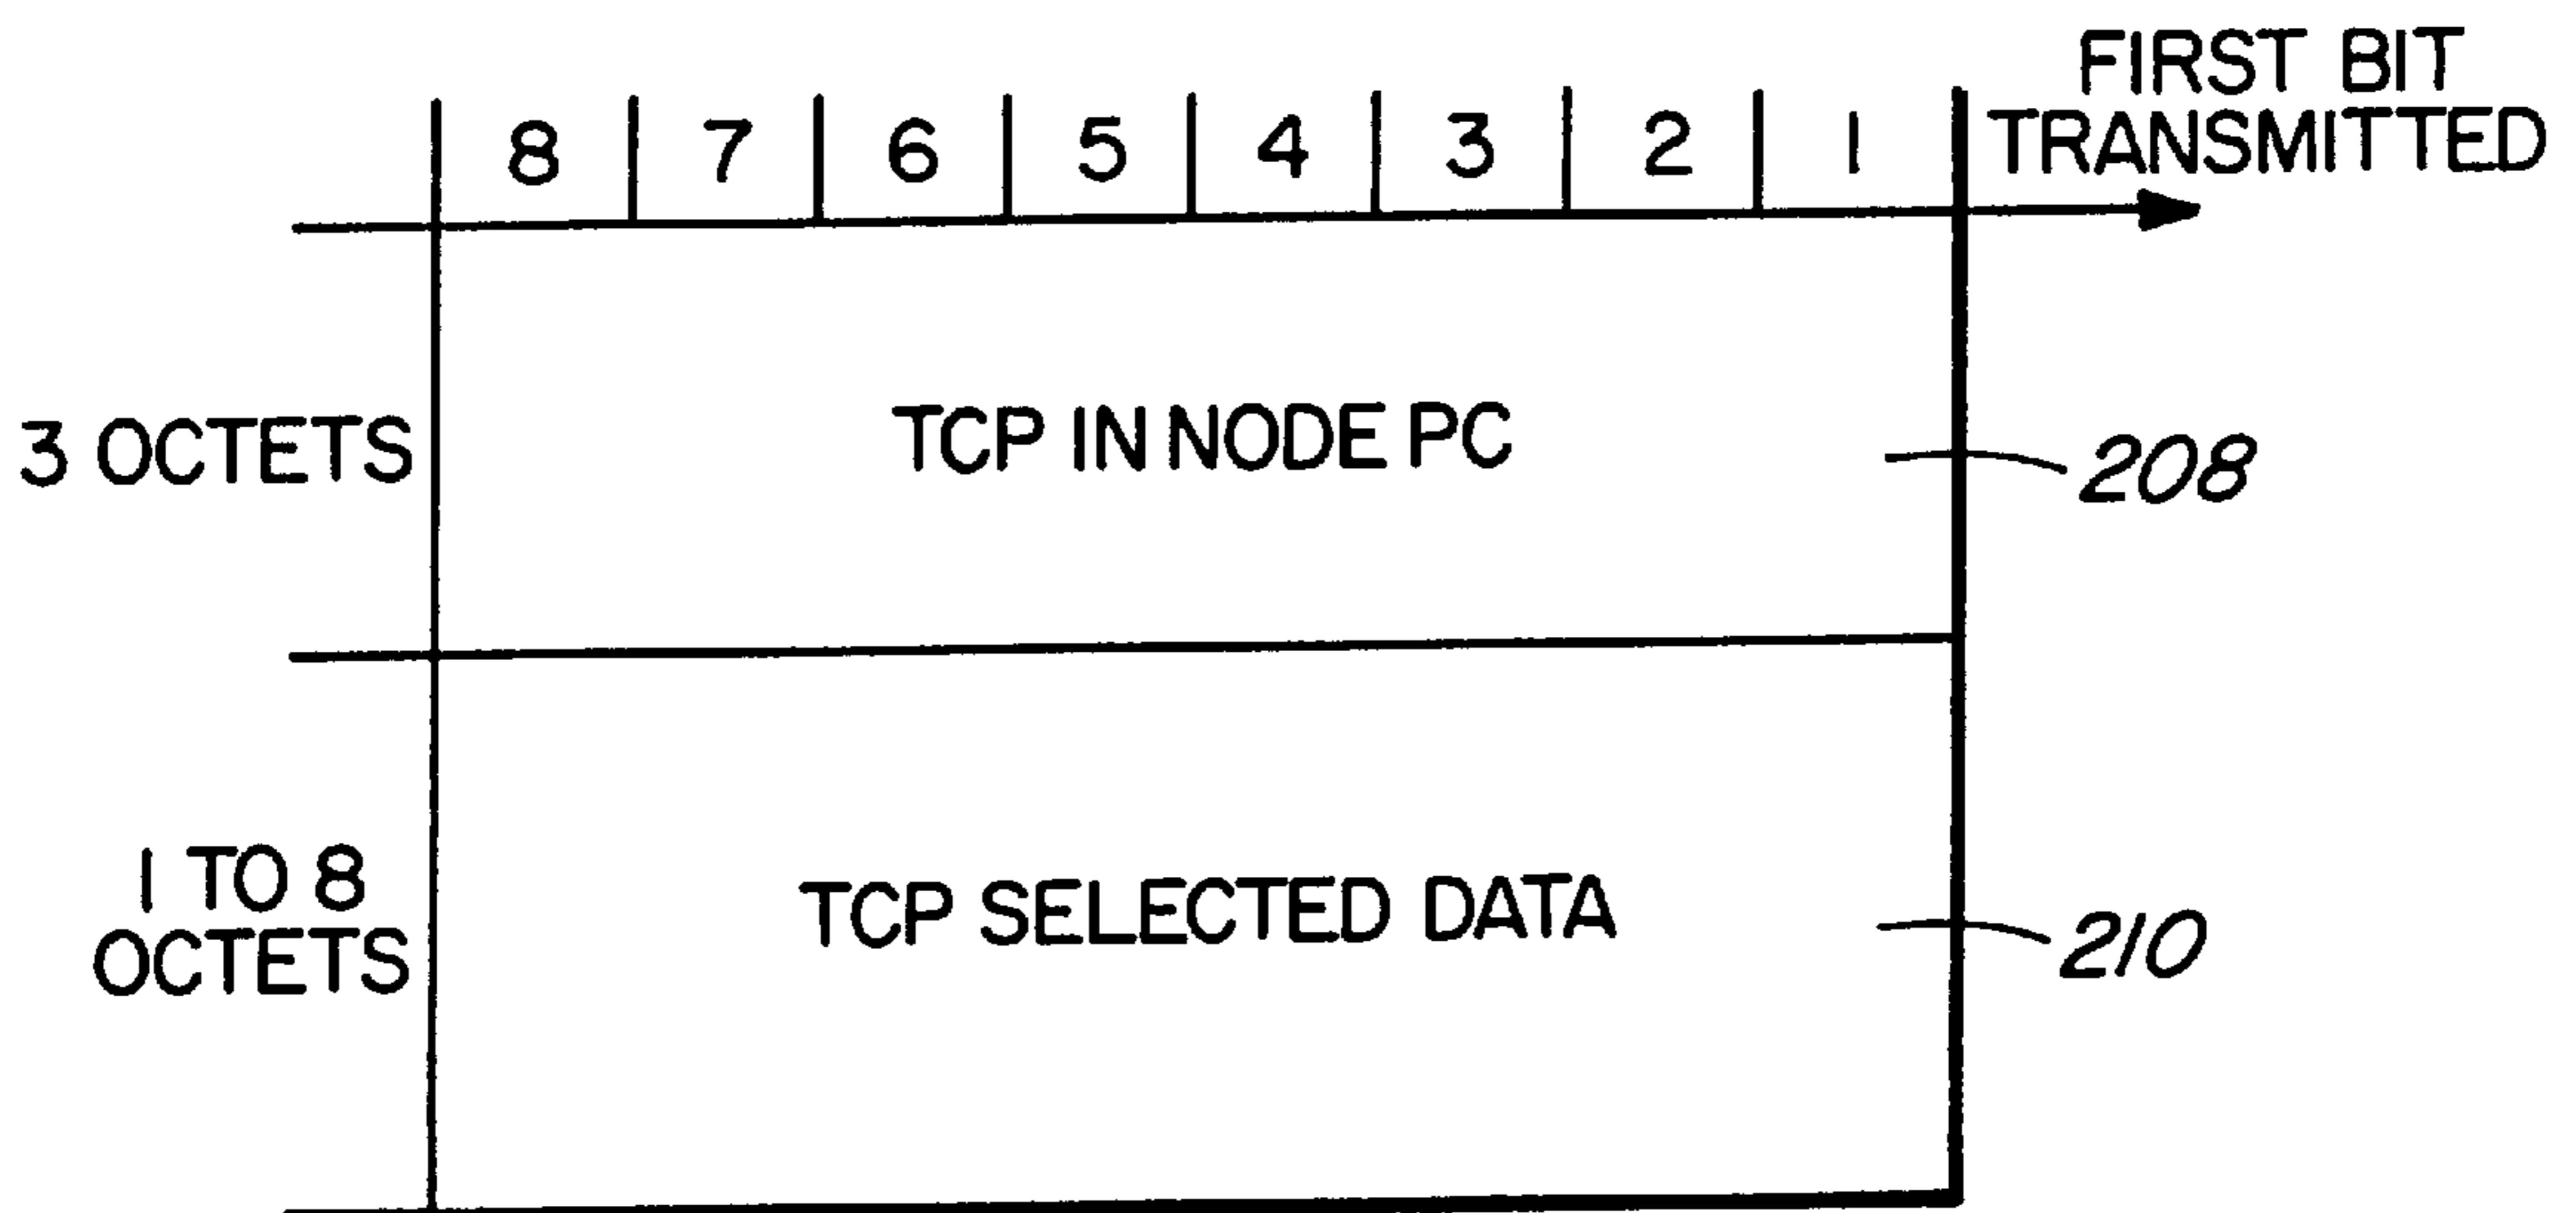 FIRST BIT
TRANSMITTED
8 7 6 5 4 3 2 1
3 OCTETS
TCP IN NODE PC
208
1 TO 8
OCTETS
TCP SELECTED DATA
210